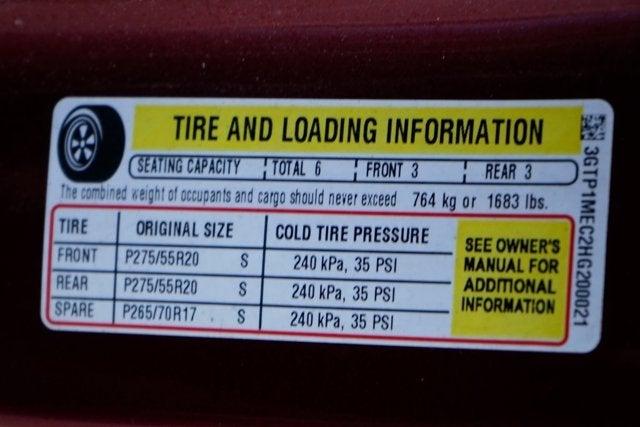 TIRE AND LOADING INFORMATION
SEATING CAPACITY TOTAL 6 FRONT 3 REAR 3
The combined weight of occupants and cargo should never exceed 764 kg or 1683 lbs.
TIRE ORIGINAL SIZE COLD TIRE PRESSURE
FRONT P275/55R20 S 240 kPa, 35 PSI
REAR P275/55R20 S 240 kPa, 35 PSI
SPARE P265/70R17 S 240 kPa, 35 PSI
SEE OWNER'S
MANUAL FOR
ADDITIONAL
INFORMATION
3GTP1MEC2HG200021